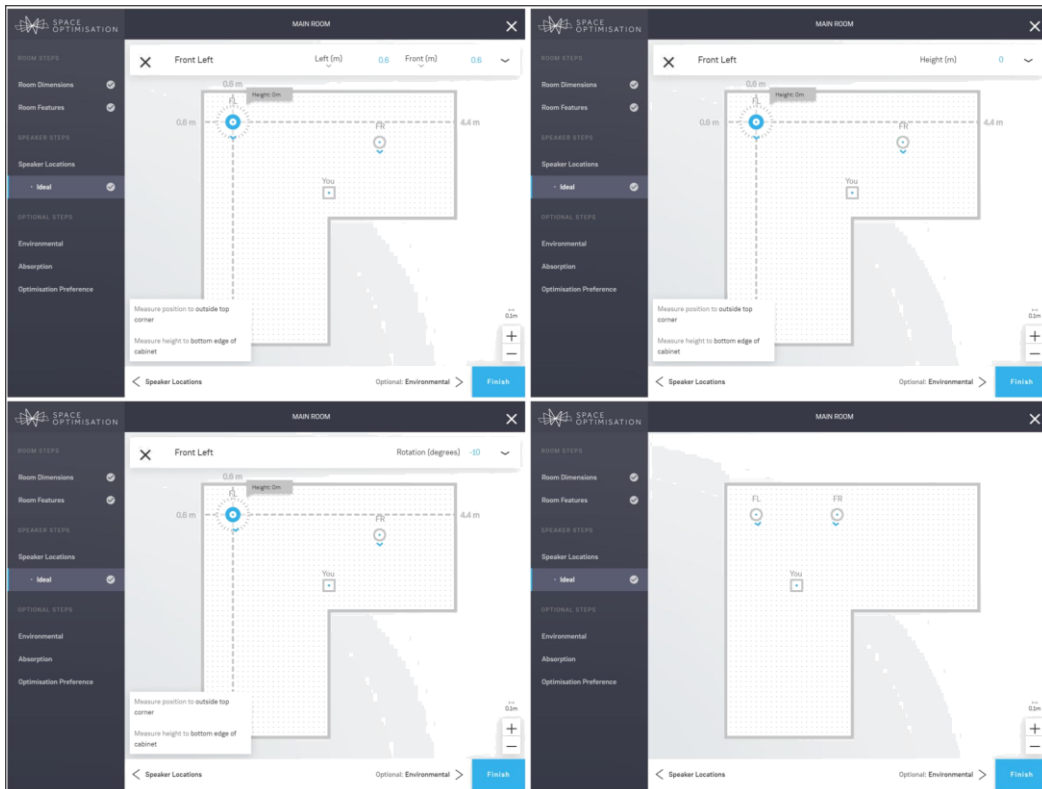 SPACE
OPTIMISATION
MAIN ROOM
ROOM STEPS
Room Dimensions
Room Features
SPEAKER STEPS
Speaker Locations
Ideal
OPTIONAL STEPS
Environmental
Absorption
Optimisation Preference
Front Left
Left (m) 0.6 Front (m) 0.6
0.6 m
FL
Height: 0m
0.6 m
4.4 m
FR
You
Measure position to outside top
corner
Measure height to bottom edge of
cabinet
0.1m
Speaker Locations
Optional: Environmental
Finish
SPACE
OPTIMISATION
MAIN ROOM
ROOM STEPS
Room Dimensions
Room Features
SPEAKER STEPS
Speaker Locations
Ideal
OPTIONAL STEPS
Environmental
Absorption
Optimisation Preference
Front Left
Height (m) 0
0.6 m
FL
Height: 0m
0.6 m
4.4 m
FR
You
Measure position to outside top
corner
Measure height to bottom edge of
cabinet
0.1m
Speaker Locations
Optional: Environmental
Finish
SPACE
OPTIMISATION
MAIN ROOM
ROOM STEPS
Room Dimensions
Room Features
SPEAKER STEPS
Speaker Locations
Ideal
OPTIONAL STEPS
Environmental
Absorption
Optimisation Preference
Front Left
Rotation (degrees) -10
0.6 m
FL
Height: 0m
0.6 m
4.4 m
FR
You
Measure position to outside top
corner
Measure height to bottom edge of
cabinet
0.1m
Speaker Locations
Optional: Environmental
Finish
SPACE
OPTIMISATION
MAIN ROOM
ROOM STEPS
Room Dimensions
Room Features
SPEAKER STEPS
Speaker Locations
Ideal
OPTIONAL STEPS
Environmental
Absorption
Optimisation Preference
FL
FR
You
0.1m
Speaker Locations
Optional: Environmental
Finish